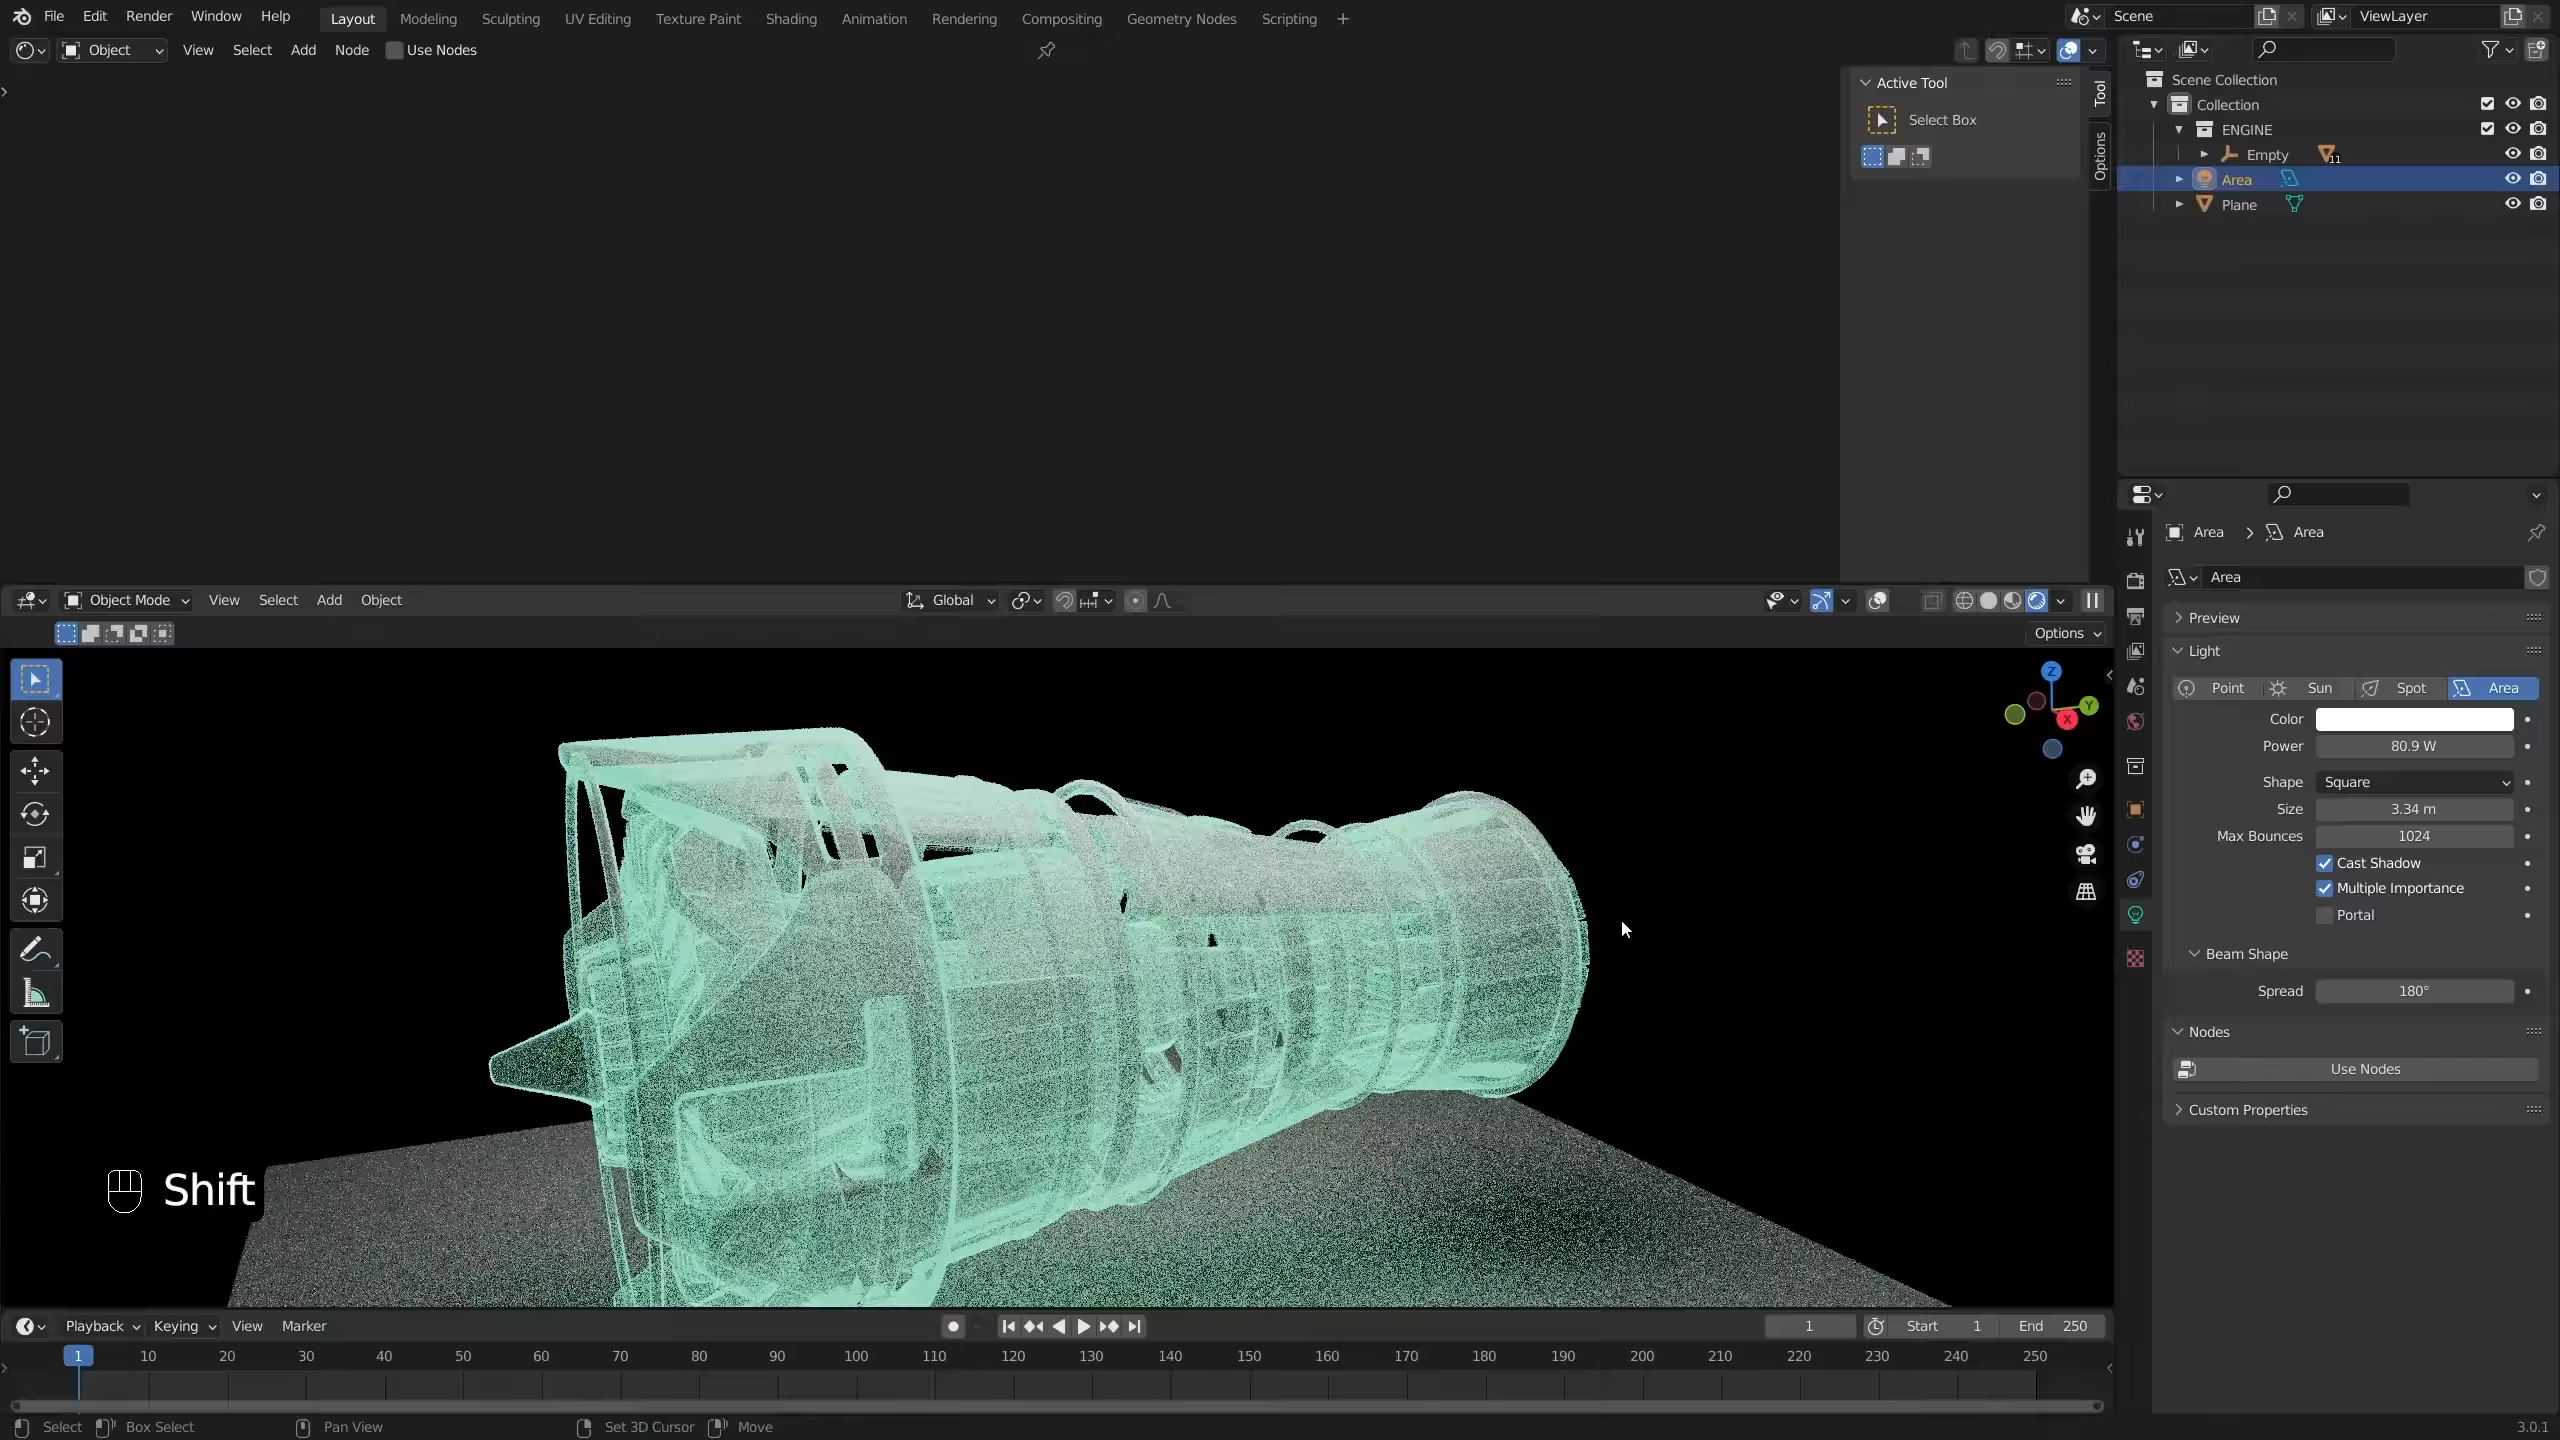 File Edit Render Window Help Layout Modeling Sculpting UV Editing Texture Paint Shading Animation Rendering Compositing Geometry Nodes Scripting + Scene ViewLayer
Object View Select Add Node Use Nodes
Active Tool
Select Box
Tool
Options
Scene Collection
Collection
ENGINE
Empty 11
Area
Plane
Area > Area
Area
Preview
Light
Point Sun Spot Area
Color
Power 80.9 W
Shape Square
Size 3.34 m
Max Bounces 1024
Cast Shadow
Multiple Importance
Portal
Beam Shape
Spread 180°
Nodes
Use Nodes
Custom Properties
Object Mode View Select Add Object Global
Options
Z
Y
X
Shift
Playback Keying View Marker 1 Start 1 End 250
1 10 20 30 40 50 60 70 80 90 100 110 120 130 140 150 160 170 180 190 200 210 220 230 240 250
Select Box Select Pan View Set 3D Cursor Move 3.0.1